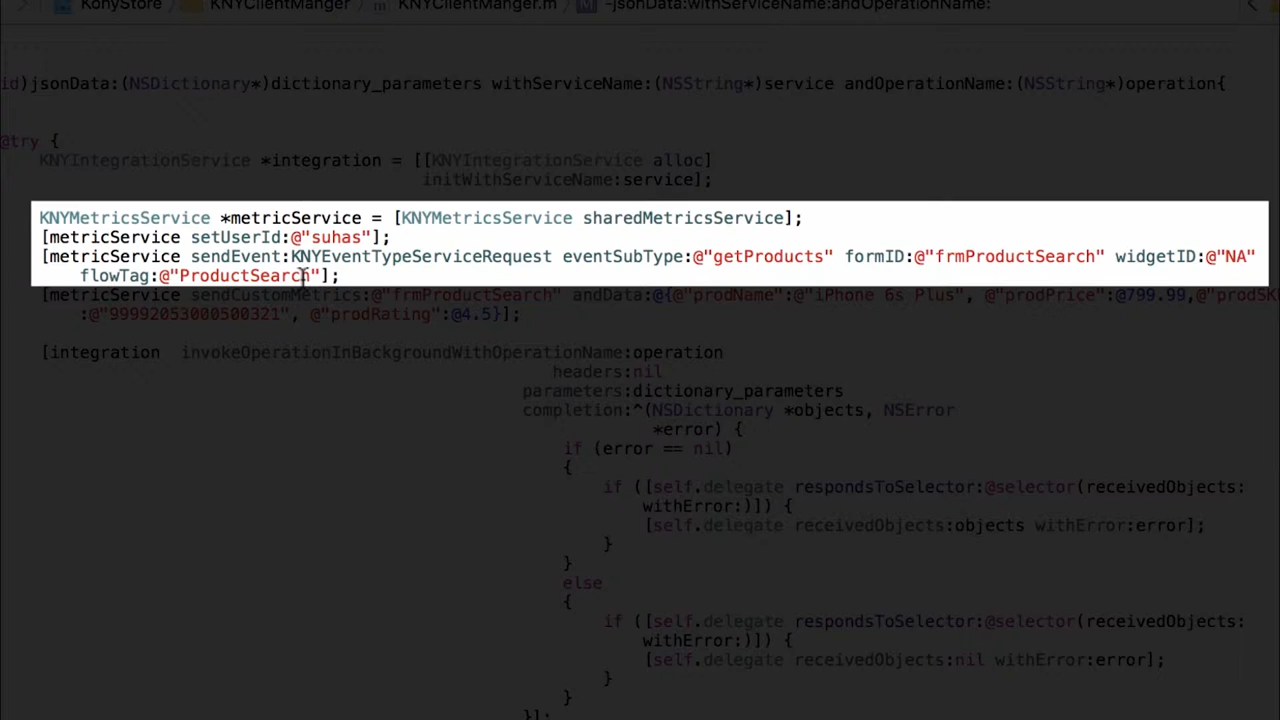 KonyStore KNYClientManger KNYClientManger.m M -jsonData:withServiceName:andOperationName:
id)jsonData:(NSDictionary*)dictionary_parameters withServiceName:(NSString*)service andOperationName:(NSString*)operation{
@try {
KNYIntegrationService *integration = [[KNYIntegrationService alloc]
initWithServiceName:service];
KNYMetricsService *metricService = [KNYMetricsService sharedMetricsService];
[metricService setUserId:@"suhas"];
[metricService sendEvent:KNYEventTypeServiceRequest eventSubType:@"getProducts" formID:@"frmProductSearch" widgetID:@"NA"
flowTag:@"ProductSearch"];
[metricService sendCustomMetrics:@"frmProductSearch" andData:@{@"prodName":@"iPhone 6s Plus", @"prodPrice":@799.99,@"prodSK
:@"99992053000500321", @"prodRating":@4.5}];
[integration invokeOperationInBackgroundWithOperationName:operation
headers:nil
parameters:dictionary_parameters
completion:^(NSDictionary *objects, NSError
*error) {
if (error == nil)
{
if ([self.delegate respondsToSelector:@selector(receivedObjects:
withError:)]) {
[self.delegate receivedObjects:objects withError:error];
}
}
else
{
if ([self.delegate respondsToSelector:@selector(receivedObjects:
withError:)]) {
[self.delegate receivedObjects:nil withError:error];
}
}
}];